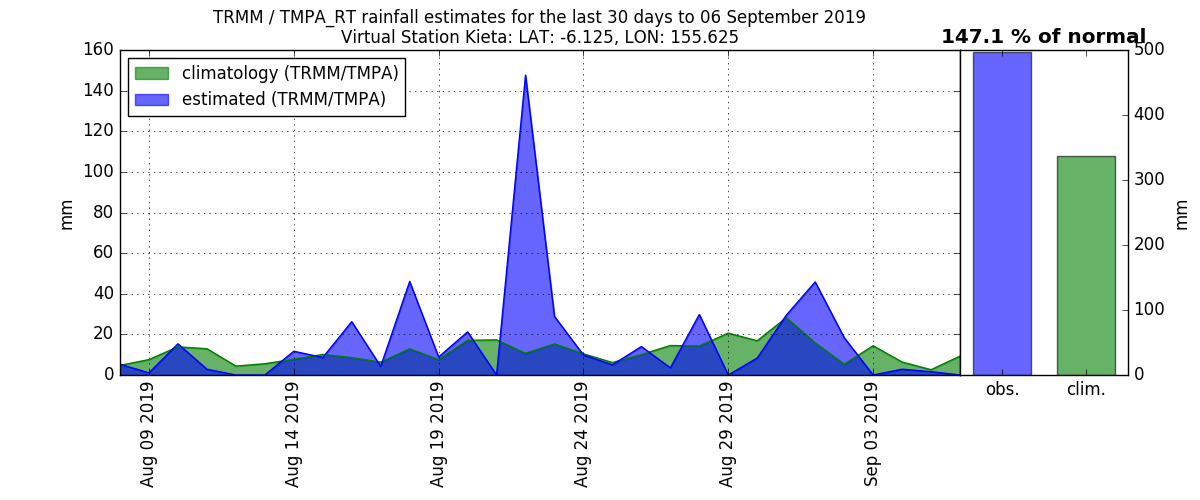 TRMM / TMPA_RT rainfall estimates for the last 30 days to 06 September 2019
Virtual Station Kieta: LAT: -6.125, LON: 155.625
147.1 % of normal
climatology (TRMM/TMPA)
estimated (TRMM/TMPA)
160
140
120
100
80
60
40
20
0
mm
Aug 09 2019
Aug 14 2019
Aug 19 2019
Aug 24 2019
Aug 29 2019
Sep 03 2019
500
400
300
200
100
0
mm
obs.
clim.